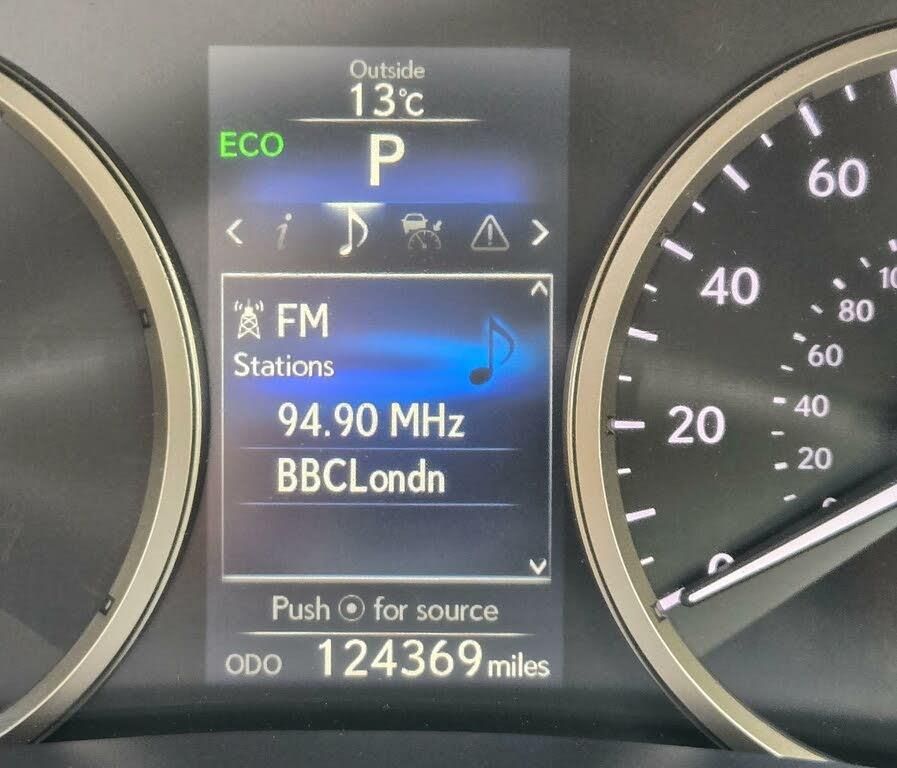 Outside
13°C
ECO
P
< i >
FM
Stations
94.90 MHz
BBCLondn
Push for source
ODO 124369 miles
60
40
20
0
80
60
40
20